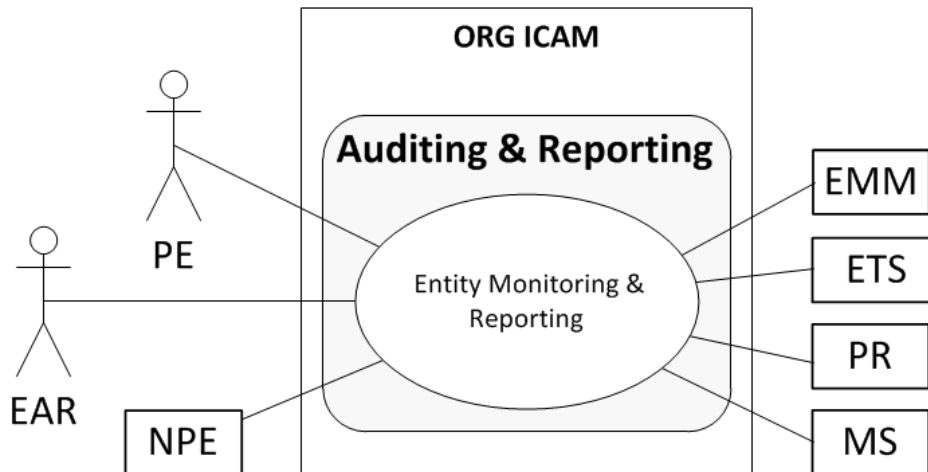 ORG ICAM
Auditing & Reporting
EMM
PE
ETS
Entity Monitoring &
Reporting
PR
EAR
NPE
MS